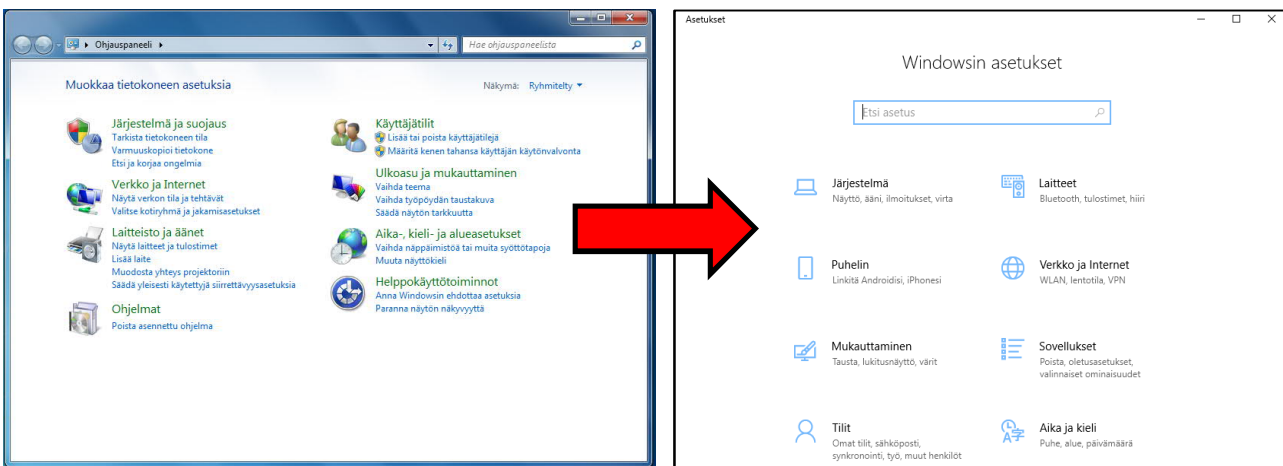 Ohjauspaneeli
Hae ohjauspaneelista
Muokkaa tietokoneen asetuksia
Näkymä: Ryhmitelty
Järjestelmä ja suojaus
Tarkista tietokoneen tila
Varmuuskopioi tietokone
Etsi ja korjaa ongelmia
Verkko ja Internet
Näytä verkon tila ja tehtävät
Valitse kotiryhmä ja jakamisasetukset
Laitteisto ja äänet
Näytä laitteet ja tulostimet
Lisää laite
Muodosta yhteys projektoriin
Säädä yleisesti käytettyjä siirrettävyysasetuksia
Ohjelmat
Poista asennettu ohjelma
Käyttäjätilit
Lisää tai poista käyttäjätilejä
Määritä kenen tahansa käyttäjän käytönvalvonta
Ulkoasu ja mukauttaminen
Vaihda teema
Vaihda työpöydän taustakuva
Säädä näytön tarkkuutta
Aika-, kieli- ja alueasetukset
Vaihda näppäimistöä tai muita syöttötapoja
Muuta näyttökieli
Helppokäyttötoiminnot
Anna Windowsin ehdottaa asetuksia
Paranna näytön näkyvyyttä
Asetukset
Windowsin asetukset
Etsi asetus
Järjestelmä
Näyttö, ääni, ilmoitukset, virta
Laitteet
Bluetooth, tulostimet, hiiri
Puhelin
Linkitä Androidisi, iPhonesi
Verkko ja Internet
WLAN, lentotila, VPN
Mukauttaminen
Tausta, lukitusnäyttö, värit
Sovellukset
Poista, oletusasetukset,
valinnaiset ominaisuudet
Tilit
Omat tilit, sähköposti,
synkronointi, työ, muut henkilöt
Aika ja kieli
Puhe, alue, päivämäärä